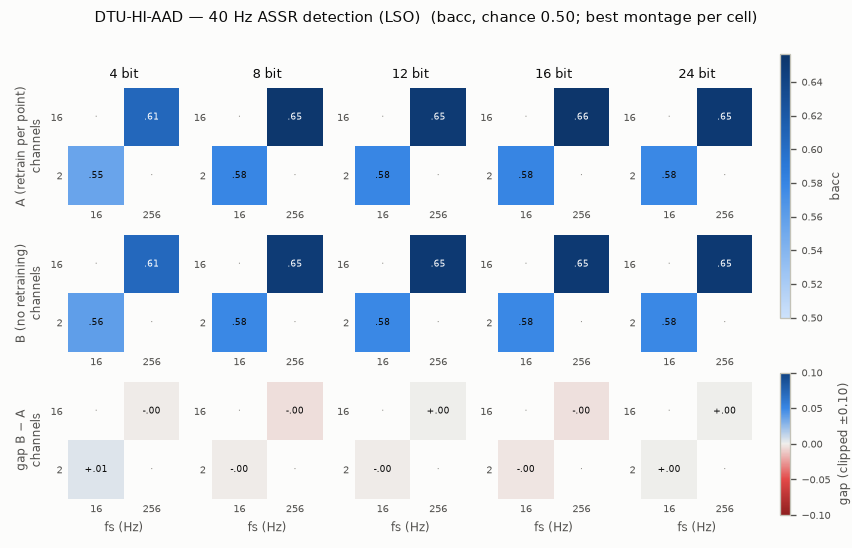 DTU-HI-AAD — 40 Hz ASSR detection (LSO)  (bacc, chance 0.50; best montage per cell)
4 bit 8 bit 12 bit 16 bit 24 bit
A (retrain per point)
channels
16 · .61 16 · .65 16 · .65 16 · .66 16 · .65
2 .55 · 2 .58 · 2 .58 · 2 .58 · 2 .58 ·
16 256 16 256 16 256 16 256 16 256
0.64
0.62
0.60
0.58
0.56
0.54
0.52
0.50
bacc
B (no retraining)
channels
16 · .61 16 · .65 16 · .65 16 · .65 16 · .65
2 .56 · 2 .58 · 2 .58 · 2 .58 · 2 .58 ·
16 256 16 256 16 256 16 256 16 256
gap B − A
channels
16 · -.00 16 · -.00 16 · +.00 16 · -.00 16 · +.00
2 +.01 · 2 -.00 · 2 -.00 · 2 -.00 · 2 +.00 ·
16 256 16 256 16 256 16 256 16 256
fs (Hz) fs (Hz) fs (Hz) fs (Hz) fs (Hz)
0.10
0.05
0.00
−0.05
−0.10
gap (clipped ±0.10)